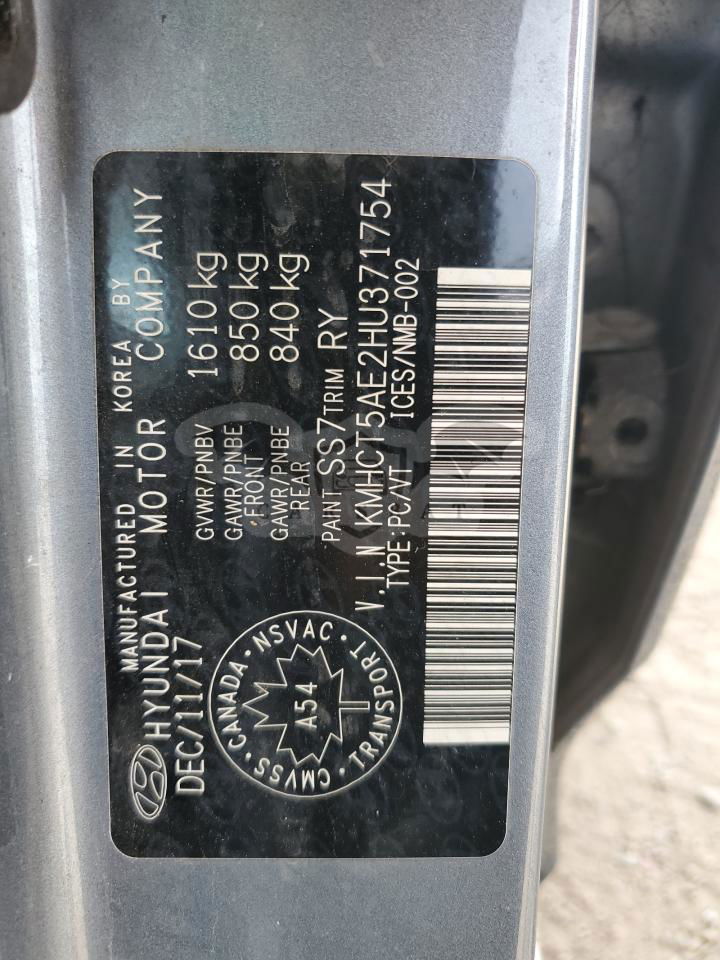 MANUFACTURED IN KOREA BY
HYUNDAI MOTOR COMPANY
DEC/11/17
GVWR/PNBV 1610 kg
GAWR/PNBE FRONT 850 kg
GAWR/PNBE REAR 840 kg
PAINT SS7 TRIM RY
V.I.N KMHCT5AE2HU371754
TYPE:PC/VT ICES/NMB-002
CMVSS · CANADA · NSVAC · TRANSPORT ·
A54